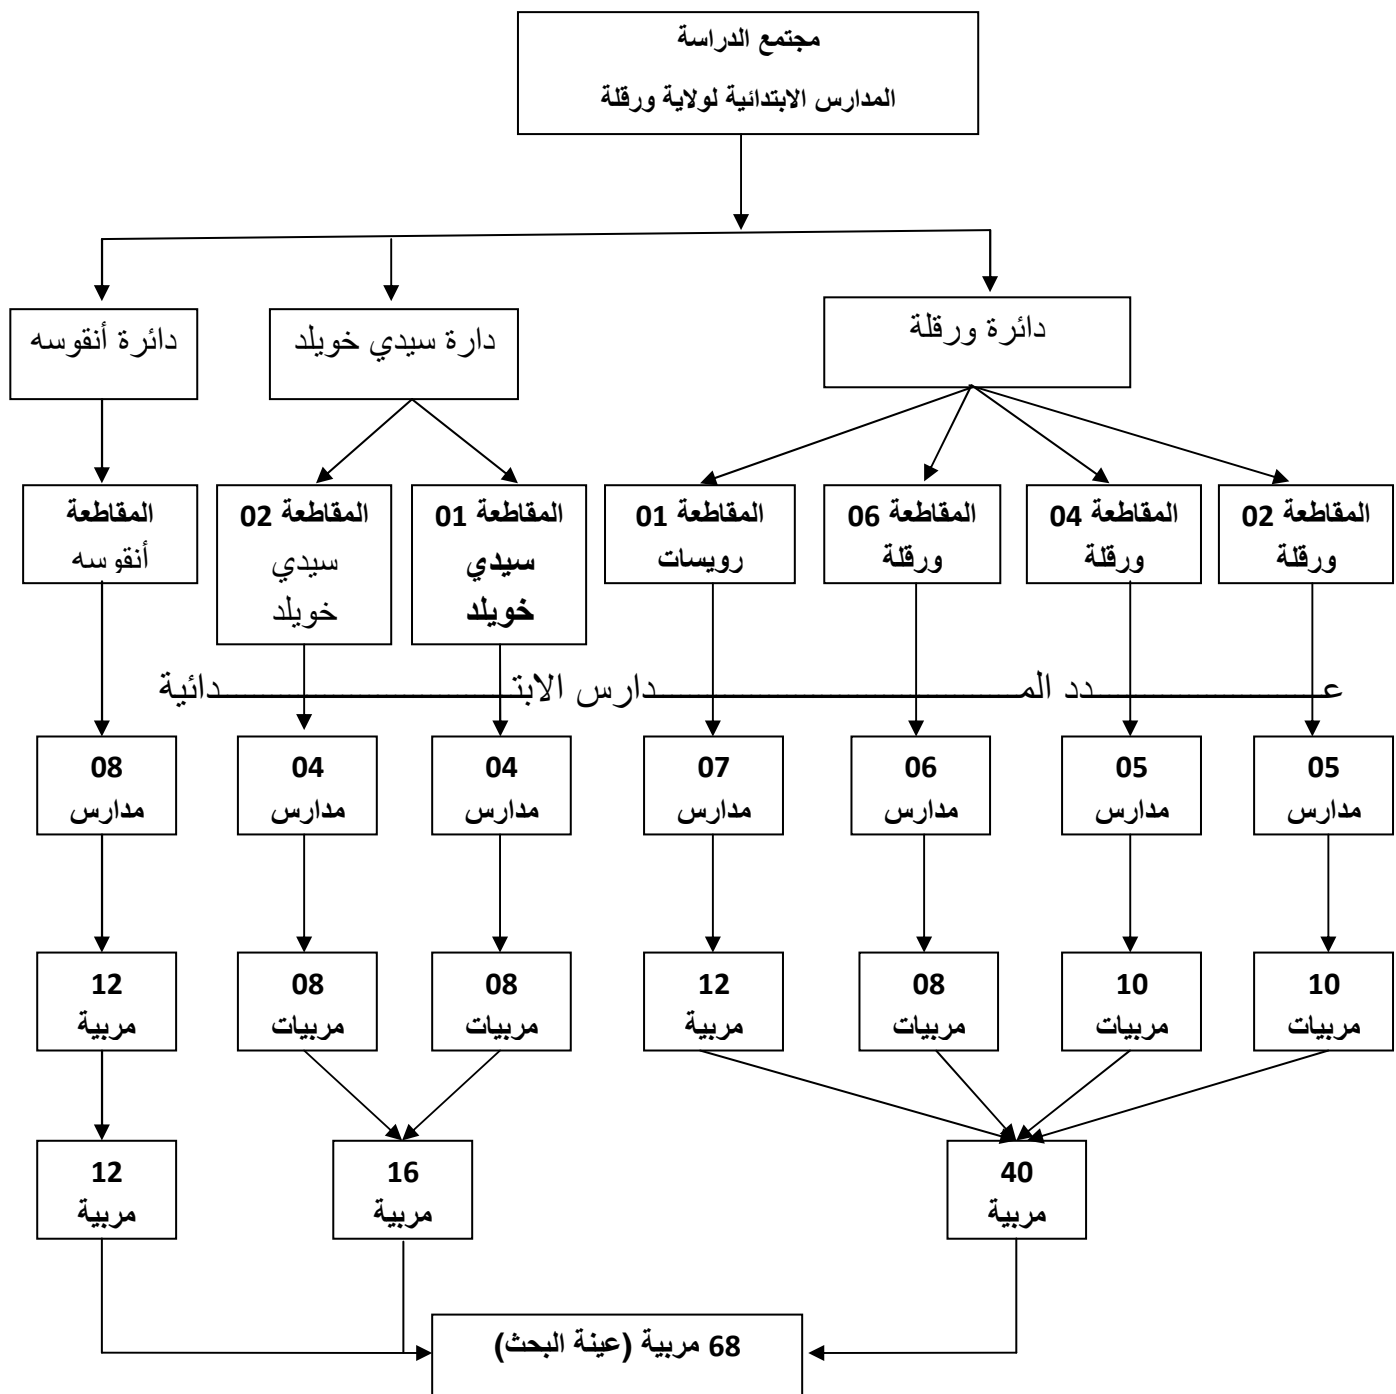 مجتمع الدراسة
المدارس الابتدائية لولاية ورقلة
دائرة ورقلة
دارة سيدي خويلد
دائرة أنقوسه
المقاطعة 02
ورقلة
المقاطعة 04
ورقلة
المقاطعة 06
ورقلة
المقاطعة 01
رويسات
المقاطعة 01
سيدي
خويلد
المقاطعة 02
سيدي
خويلد
المقاطعة
أنقوسه
عـــــــــدد المـــــــــــــدارس الابتـــــــــــــدائية
05
مدارس
05
مدارس
06
مدارس
07
مدارس
04
مدارس
04
مدارس
08
مدارس
10
مربيات
10
مربيات
08
مربيات
12
مربية
08
مربيات
08
مربيات
12
مربية
40
مربية
16
مربية
12
مربية
68 مربية (عينة البحث)